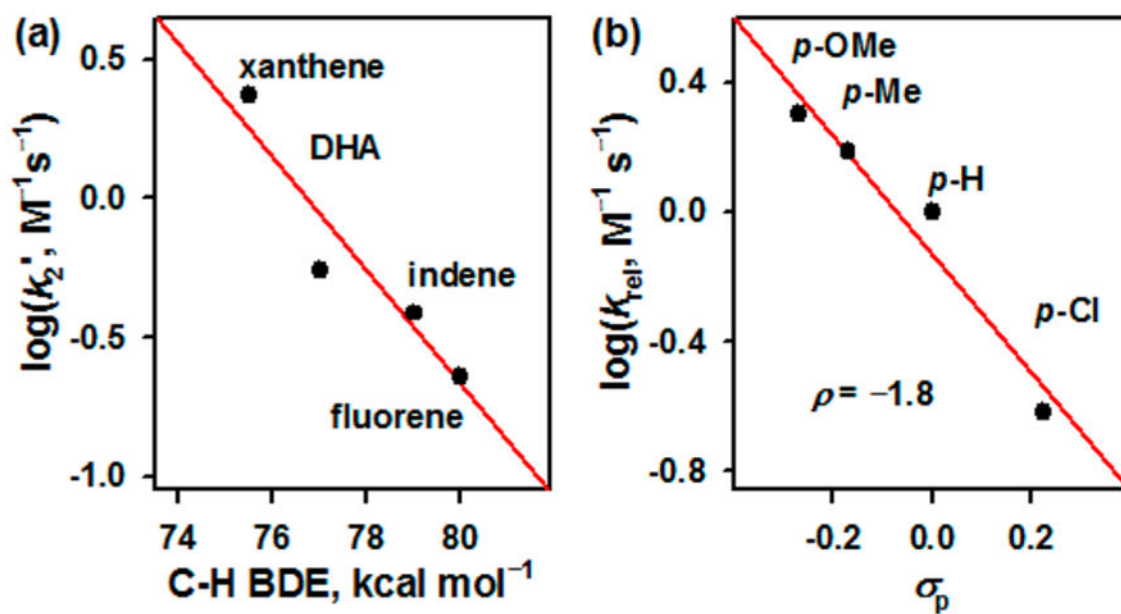 (a)
xanthene
DHA
indene
fluorene
0.5
0.0
-0.5
-1.0
log(k₂', M⁻¹s⁻¹)
74 76 78 80
C-H BDE, kcal mol⁻¹
(b)
p-OMe
p-Me
p-H
p-Cl
ρ = −1.8
0.4
0.0
-0.4
-0.8
log(k_rel, M⁻¹ s⁻¹)
-0.2 0.0 0.2
σₚ